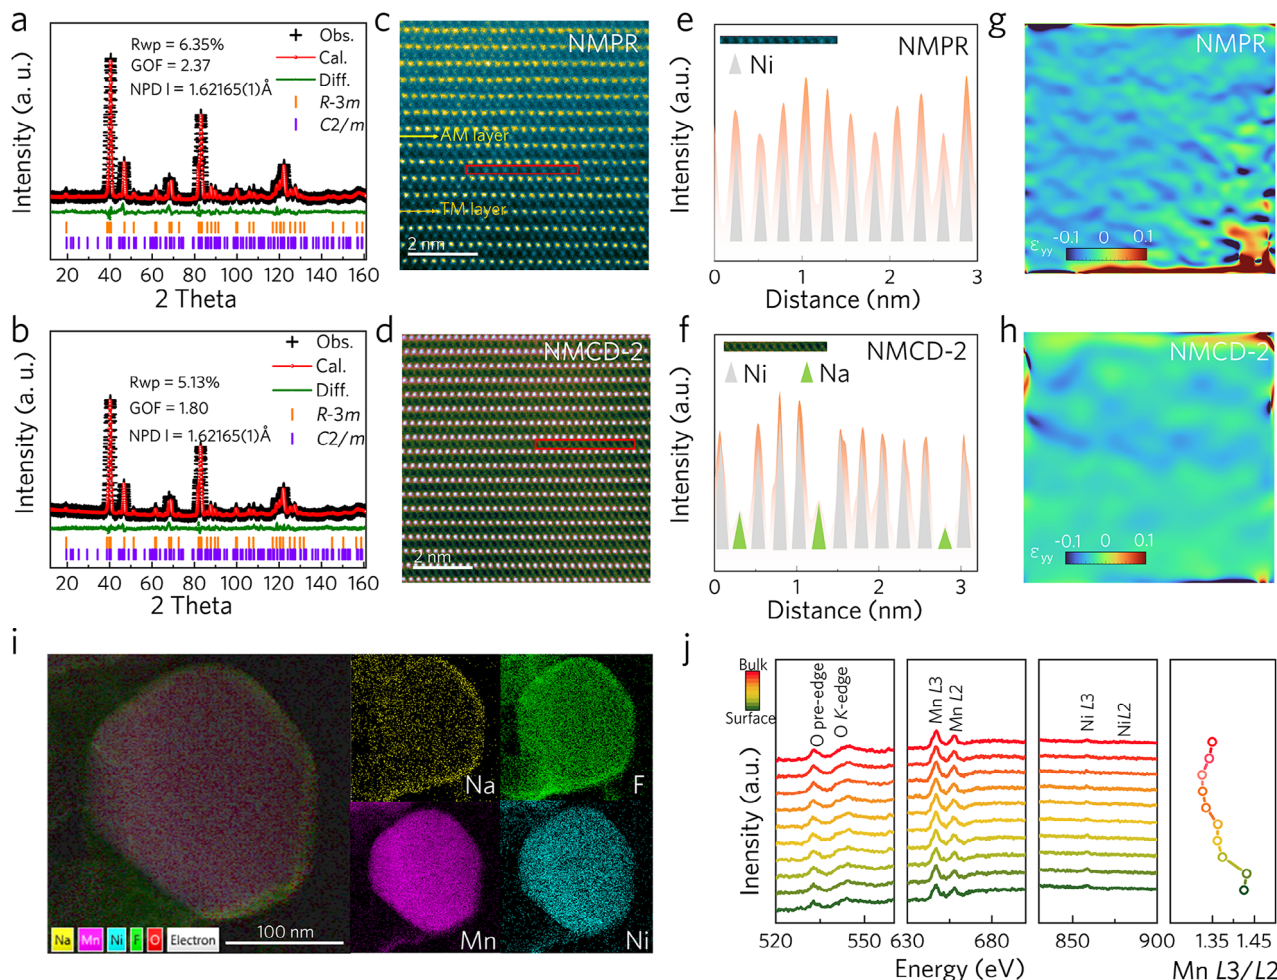 a
Rwp = 6.35%
GOF = 2.37
NPD l = 1.62165(1)Å
Obs.
Cal.
Diff.
R-3m
C2/m
Intensity (a. u.)
20 40 60 80 100 120 140 160
2 Theta
b
Rwp = 5.13%
GOF = 1.80
NPD l = 1.62165(1)Å
Obs.
Cal.
Diff.
R-3m
C2/m
Intensity (a. u.)
20 40 60 80 100 120 140 160
2 Theta
c
NMPR
AM layer
TM layer
2 nm
d
NMCD-2
2 nm
e
NMPR
Ni
Intensity (a.u.)
0 1 2 3
Distance (nm)
f
NMCD-2
Ni Na
Intensity (a.u.)
0 1 2 3
Distance (nm)
g
NMPR
εyy -0.1 0 0.1
h
NMCD-2
εyy -0.1 0 0.1
i
Na Mn Ni F O Electron
100 nm
Na
F
Mn
Ni
j
Bulk
Surface
O pre-edge
O K-edge
Mn L3
Mn L2
Ni L3
NiL2
Inensity (a.u.)
520 550 630 680 850 900 1.35 1.45
Energy (eV)
Mn L3/L2